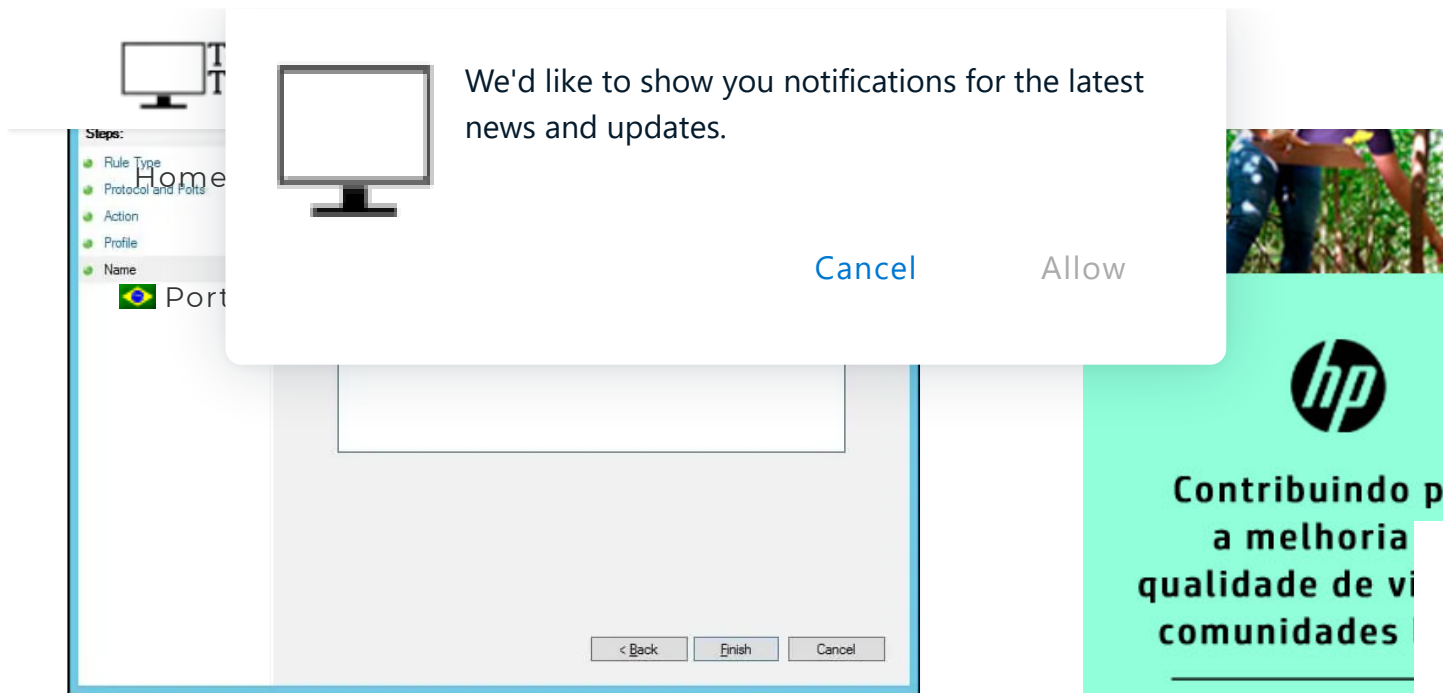 We'd like to show you notifications for the latest
news and updates.
Cancel
Allow
T
T
Steps:
Rule Type
Home
Protocol and Ports
Action
Profile
Name
Port
< Back
Finish
Cancel
hp
Contribuindo p
a melhoria
qualidade de vi
comunidades